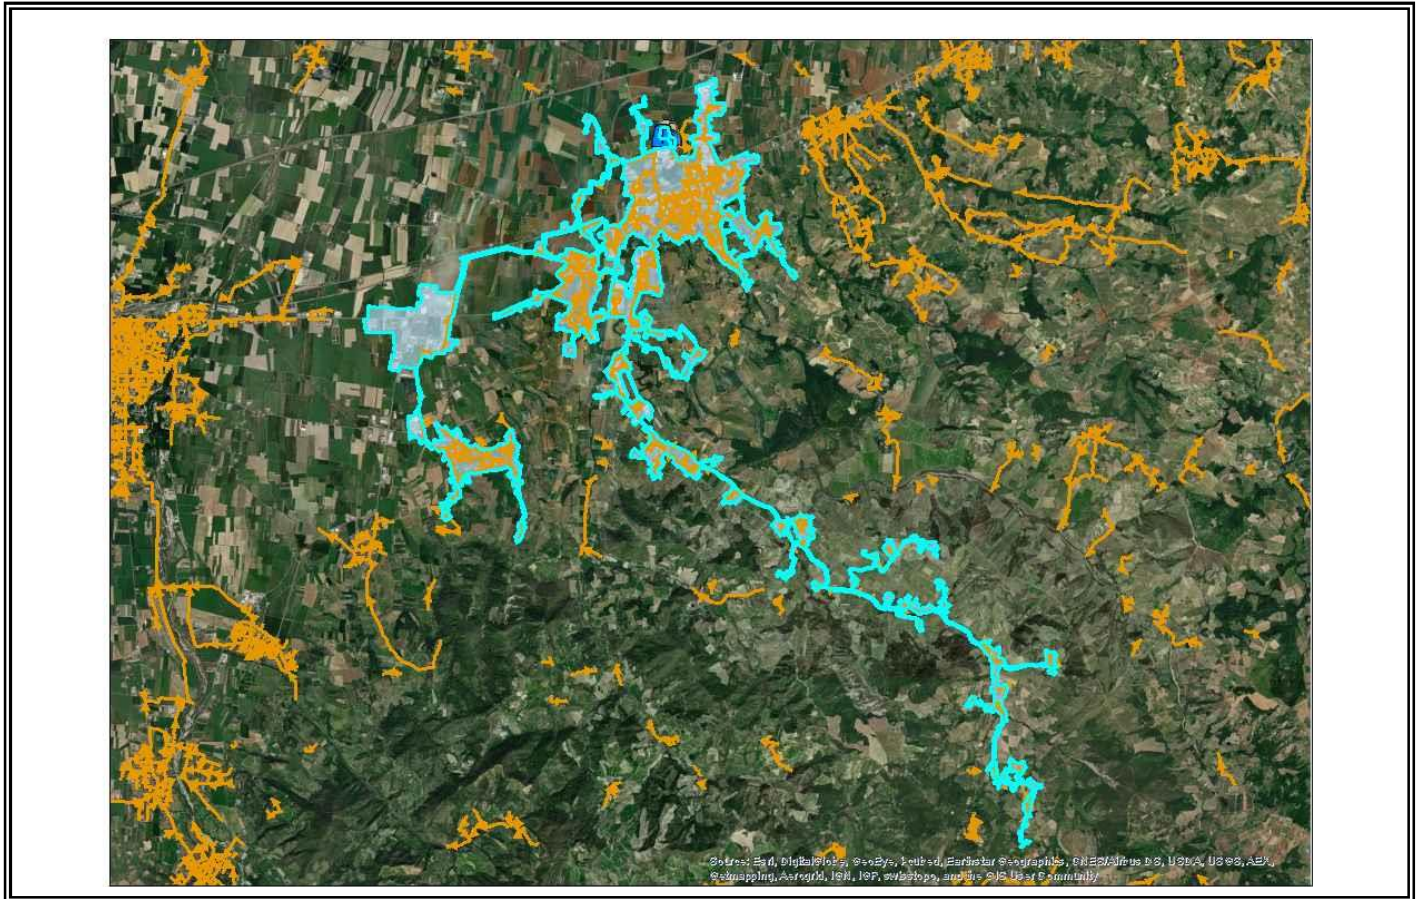 Source: Esri, DigitalGlobe, GeoEye, i-cubed, Earthstar Geographics, CNES/Airbus DS, USDA, USGS, AEX,
Getmapping, Aerogrid, IGN, IGP, swisstopo, and the GIS User Community